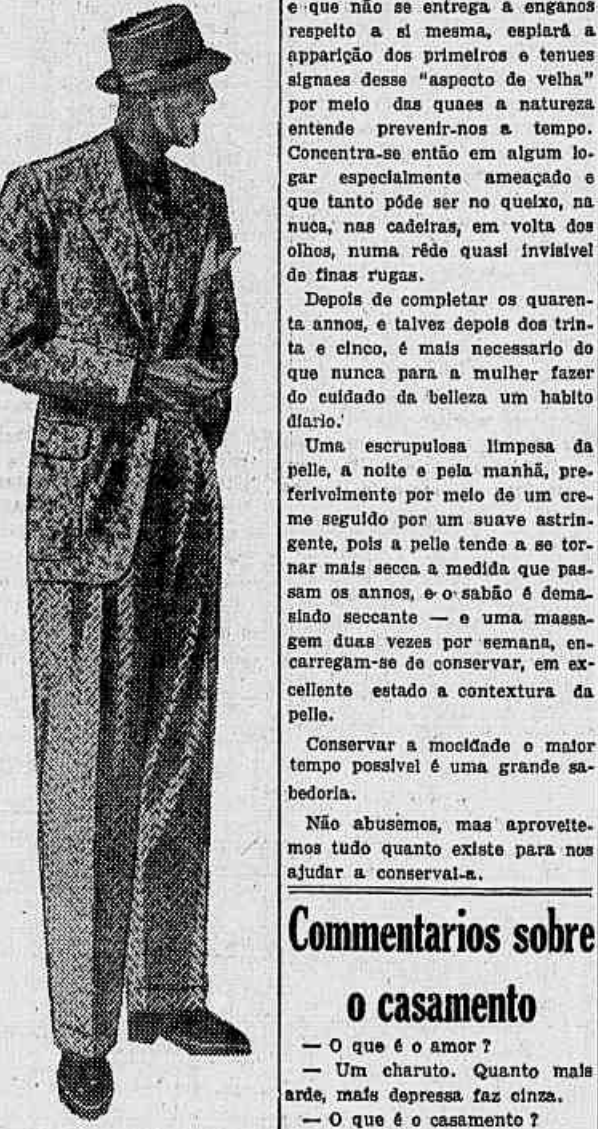 e que não se entrega a enganos
respeito a si mesma, espiará a
apparição dos primeiros e tenues
signaes desse "aspecto de velha"
por meio das quaes a natureza
entende prevenir-nos a tempo.
Concentra-se então em algum lo-
gar especialmente ameaçado e
que tanto póde ser no queixo, na
nuca, nas cadeiras, em volta dos
olhos, numa rêde quasi invisivel
de finas rugas.
Depois de completar os quaren-
ta annos, e talvez depois dos trin-
ta e cinco, é mais necessario do
que nunca para a mulher fazer
do cuidado da belleza um habito
diario.
Uma escrupulosa limpesa da
pelle, a noite e pela manhã, pre-
ferivelmente por meio de um cre-
me seguido por um suave astrin-
gente, pois a pelle tende a se tor-
nar mais secca a medida que pas-
sam os annos, e o sabão é dema-
siado seccante — e uma massa-
gem duas vezes por semana, en-
carregam-se de conservar, em ex-
cellente estado a contextura da
pelle.
Conservar a mocidade o maior
tempo possivel é uma grande sa-
bedoria.
Não abusêmos, mas aproveite-
mos tudo quanto existe para nos
ajudar a conserval-a.
Commentarios sobre
o casamento
— O que é o amor?
— Um charuto. Quanto mais
arde, mais depressa faz cinza.
— O que é o casamento?